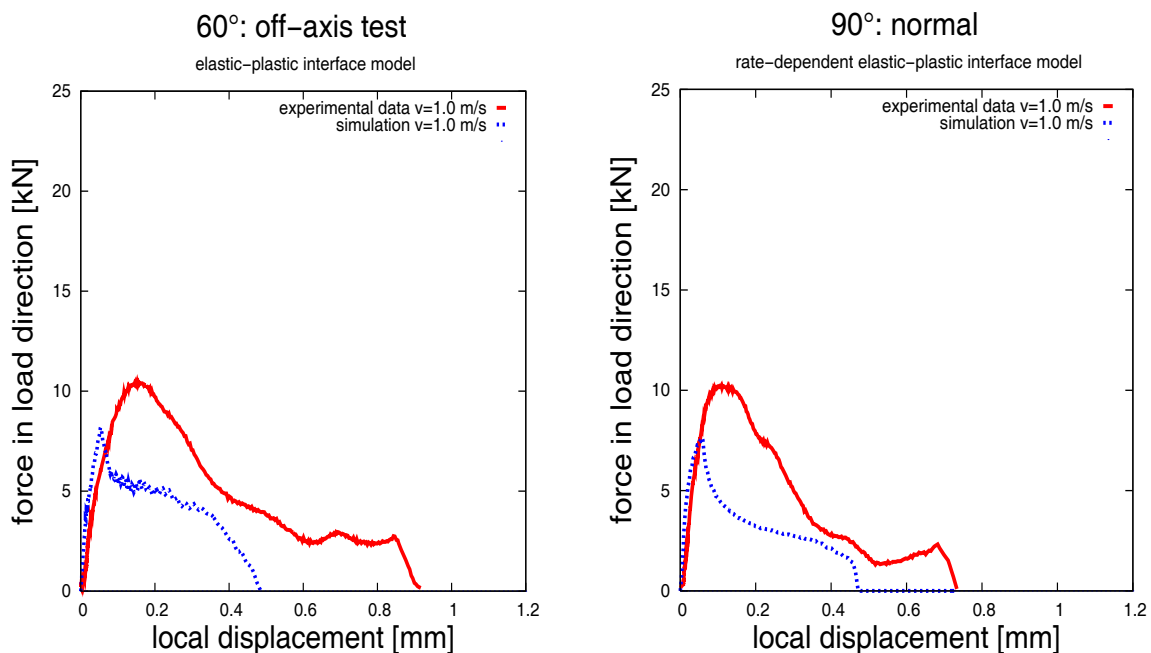 60°: off−axis test
elastic−plastic interface model
experimental data v=1.0 m/s
simulation v=1.0 m/s
25
20
15
10
5
0
0 0.2 0.4 0.6 0.8 1 1.2
local displacement [mm]
force in load direction [kN]
90°: normal
rate−dependent elastic−plastic interface model
experimental data v=1.0 m/s
simulation v=1.0 m/s
25
20
15
10
5
0
0 0.2 0.4 0.6 0.8 1 1.2
local displacement [mm]
force in load direction [kN]